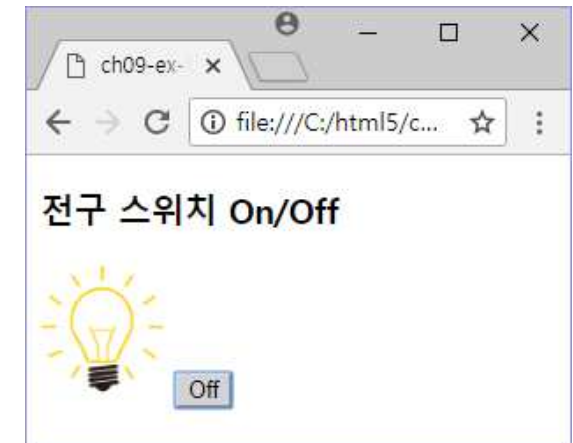 ch09-ex-
file:///C:/html5/c...
전구 스위치 On/Off
Off